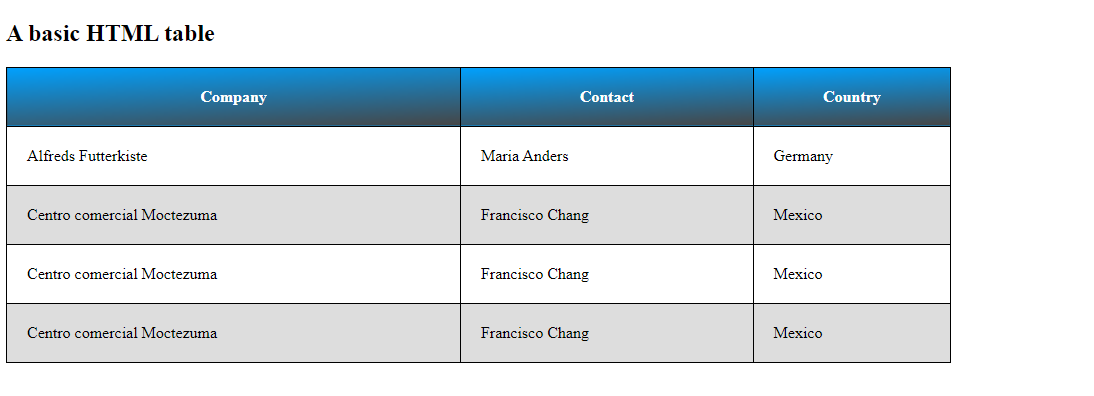 A basic HTML table
Company Contact Country
Alfreds Futterkiste Maria Anders Germany
Centro comercial Moctezuma Francisco Chang Mexico
Centro comercial Moctezuma Francisco Chang Mexico
Centro comercial Moctezuma Francisco Chang Mexico